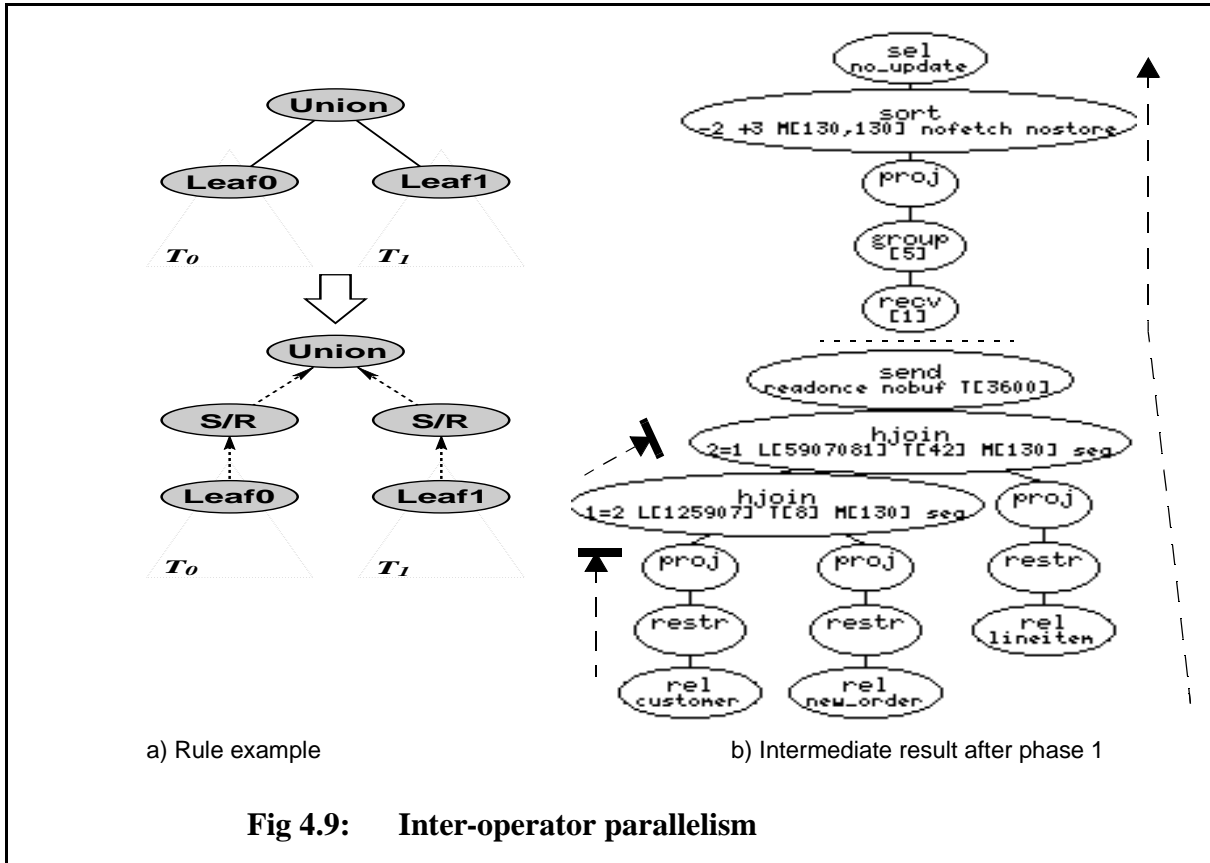 Union
Leaf0 Leaf1
T0 T1
Union
S/R S/R
Leaf0 Leaf1
T0 T1
a) Rule example
sel
no_update
sort
-2 +3 M[130,130] nofetch nostore
proj
group
[5]
recv
[1]
send
readonce nobuf T[3600]
hjoin
2=1 L[5907081] T[42] M[130] seq
hjoin
1=2 L[125907] T[8] M[130] seq
proj
proj proj
restr
restr restr
rel
lineitem
rel rel
customer new_order
b) Intermediate result after phase 1
Fig 4.9: Inter-operator parallelism